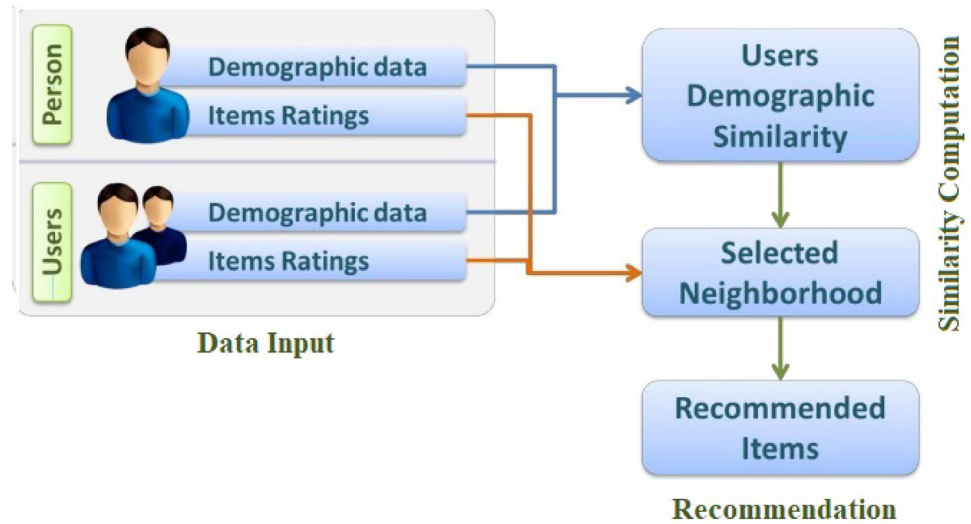 Person
Demographic data
Items Ratings
Users
Demographic data
Items Ratings
Data Input
Users
Demographic
Similarity
Selected
Neighborhood
Similarity Computation
Recommended
Items
Recommendation